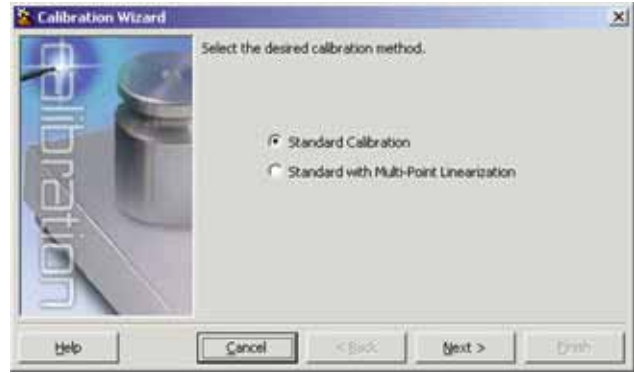 Calibration Wizard
Select the desired calibration method.
Calibration
Standard Calibration
Standard with Multi-Point Linearization
Help
Cancel
< Back
Next >
Finish